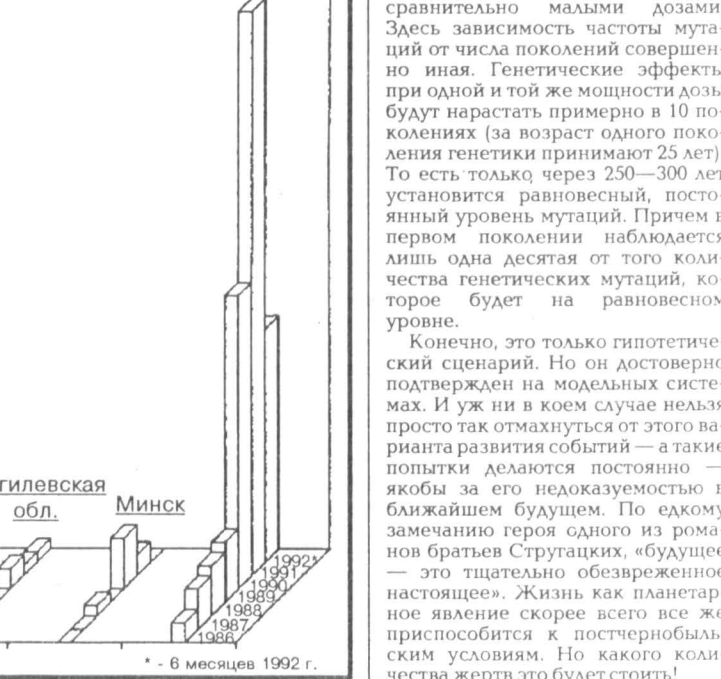 гилевская
обл.
Минск
1992*
1991
1990
1989
1988
1987
1986
* - 6 месяцев 1992 г.
сравнительно малыми дозами
Здесь зависимость частоты мута-
ций от числа поколений совершен-
но иная. Генетические эффекты
при одной и той же мощности дозы
будут нарастать примерно в 10 по-
колениях (за возраст одного поко-
ления генетики принимают 25 лет)
То есть только через 250—300 лет
установится равновесный, посто-
янный уровень мутаций. Причем в
первом поколении наблюдается
лишь одна десятая от того коли-
чества генетических мутаций, ко-
торое будет на равновесном
уровне.
Конечно, это только гипотетиче-
ский сценарий. Но он достоверно
подтвержден на модельных систе-
мах. И уж ни в коем случае нельзя
просто так отмахнуться от этого ва-
рианта развития событий — а такие
попытки делаются постоянно —
якобы за его недоказуемостью в
ближайшем будущем. По едкому
замечанию героя одного из рома-
нов братьев Стругацких, «будущее
— это тщательно обезвреженное
настоящее». Жизнь как планетар-
ное явление скорее всего все же
приспособится к постчернобыль-
ским условиям. Но какого коли-
чества жертв это будет стоить!